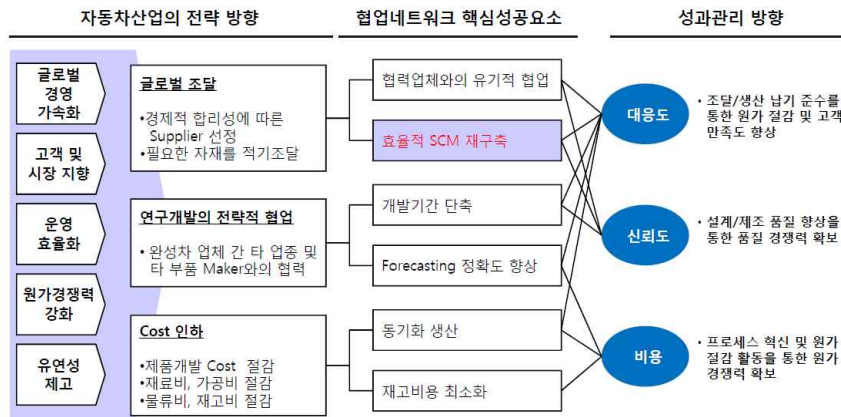 자동차산업의 전략 방향
협업네트워크 핵심성공요소
성과관리 방향
글로벌
경영
가속화
고객 및
시장 지향
운영
효율화
원가경쟁력
강화
유연성
제고
글로벌 조달
•경제적 합리성에 따른
Supplier 선정
•필요한 자재를 적기조달
연구개발의 전략적 협업
• 완성차 업체 간 타 업종 및
타 부품 Maker와의 협력
Cost 인하
•제품개발 Cost 절감
•재료비, 가공비 절감
•물류비, 재고비 절감
협력업체와의 유기적 협업
효율적 SCM 재구축
개발기간 단축
Forecasting 정확도 향상
동기화 생산
재고비용 최소화
대응도
신뢰도
비용
• 조달/생산 납기 준수를
통한 원가 절감 및 고객
만족도 향상
• 설계/제조 품질 향상을
통한 품질 경쟁력 확보
• 프로세스 혁신 및 원가
절감 활동을 통한 원가
경쟁력 확보